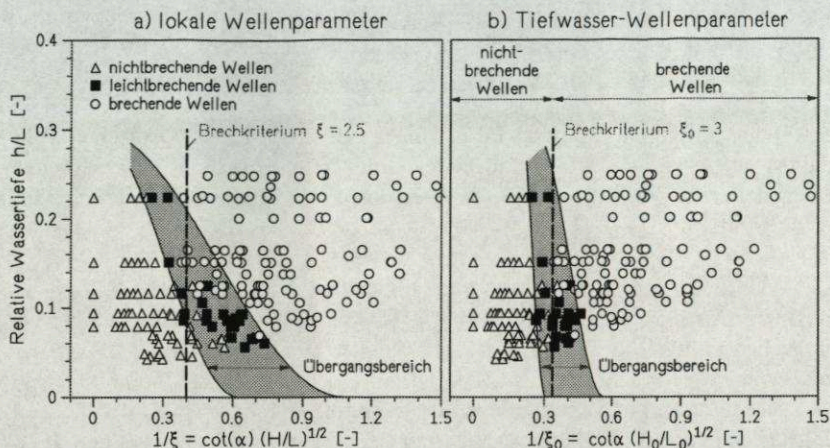 a) lokale Wellenparameter
b) Tiefwasser-Wellenparameter
Relative Wassertiefe h/L [-]
0.4
0.3
0.2
0.1
0
△ nichtbrechende Wellen
■ leichtbrechende Wellen
○ brechende Wellen
Brechkriterium ξ = 2.5
Übergangsbereich
0 0.3 0.6 0.9 1.2 1.5
1/ξ = cot(α) (H/L)^1/2 [-]
nicht-
brechende
Wellen
brechende
Wellen
Brechkriterium ξ₀ = 3
Übergangsbereich
0 0.3 0.6 0.9 1.2 1.5
1/ξ₀ = cotα (H₀/L₀)^1/2 [-]